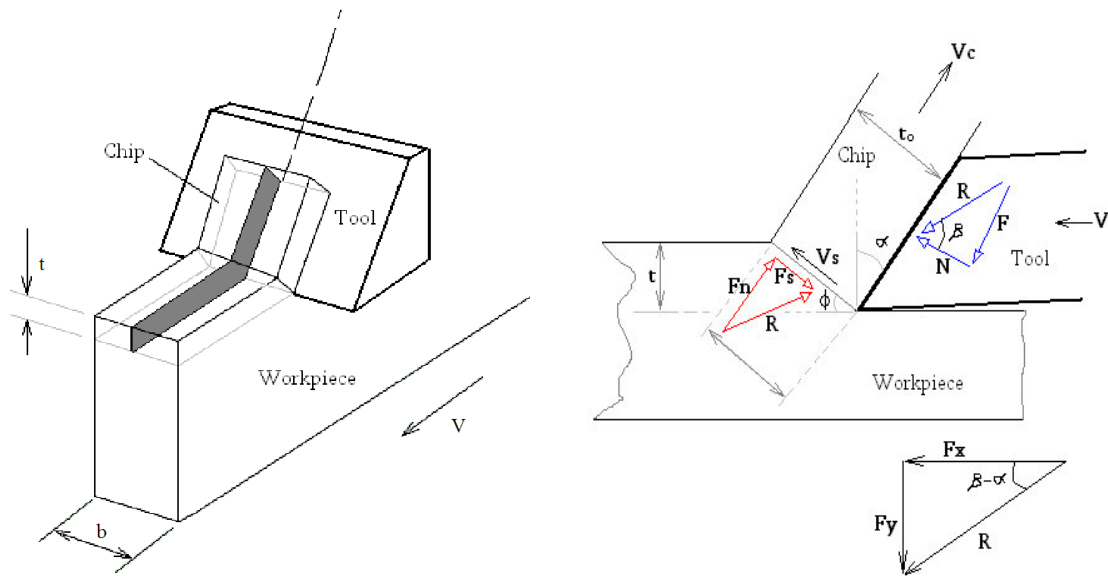 Chip
Tool
t
Workpiece
V
b
Vc
to
Chip
R
β
F
N
α
V
Tool
t
Vs
Fn
Fs
R
ϕ
Workpiece
Fx
β-α
Fy
R